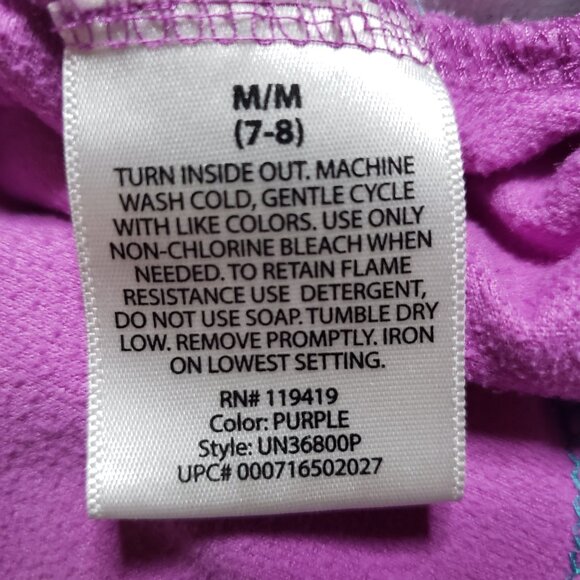 M/M
(7-8)
TURN INSIDE OUT. MACHINE
WASH COLD, GENTLE CYCLE
WITH LIKE COLORS. USE ONLY
NON-CHLORINE BLEACH WHEN
NEEDED. TO RETAIN FLAME
RESISTANCE USE DETERGENT,
DO NOT USE SOAP. TUMBLE DRY
LOW. REMOVE PROMPTLY. IRON
ON LOWEST SETTING.
RN# 119419
Color: PURPLE
Style: UN36800P
UPC# 000716502027